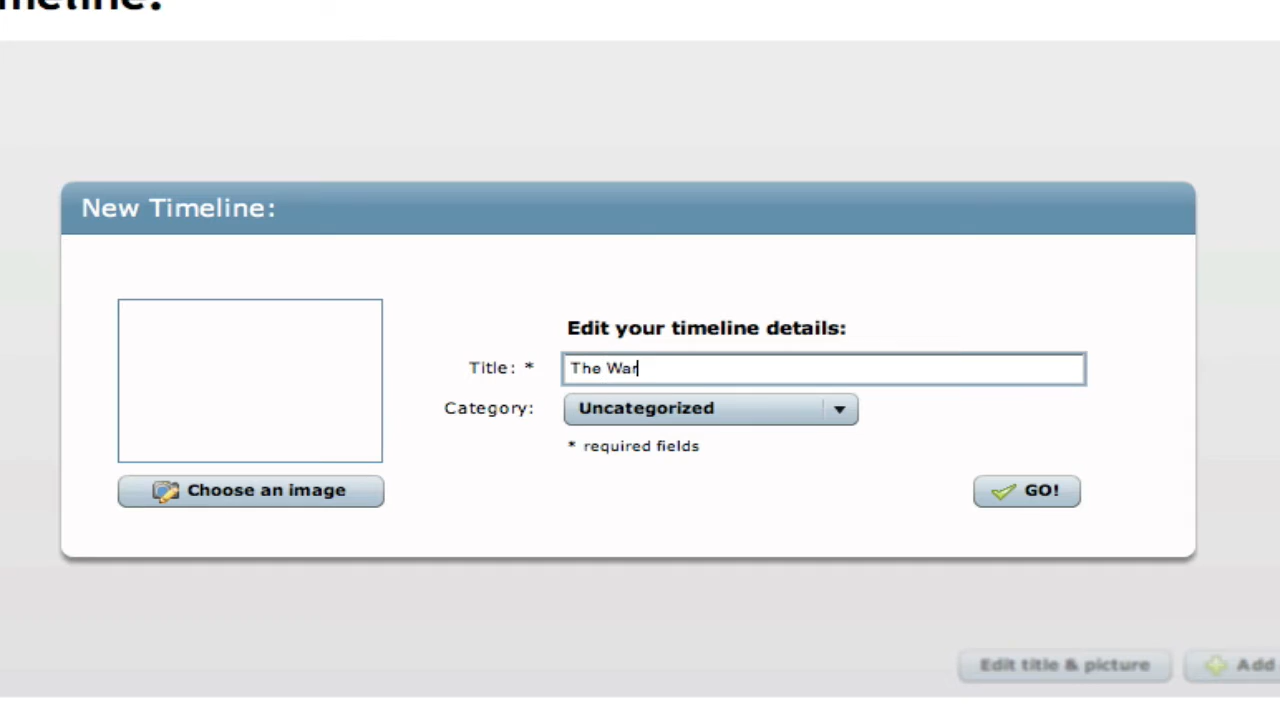 New Timeline:
Edit your timeline details:
Title: * The War
Category: Uncategorized
* required fields
Choose an image
GO!
Edit title & picture
Add